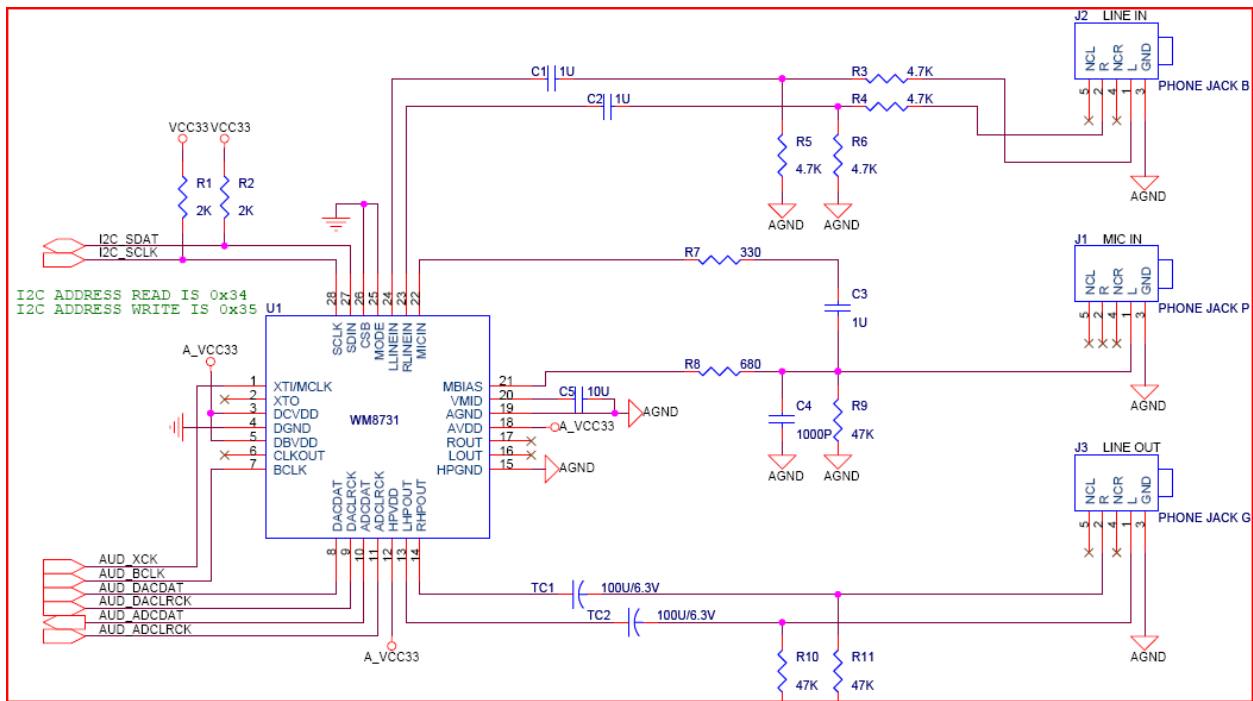 J2 LINE IN
NCL
R
NCR
L
GND
5
2
4
1
3
PHONE JACK B
AGND
C1 1U
C2 1U
R3 4.7K
R4 4.7K
R5
4.7K
R6
4.7K
AGND
AGND
VCC33 VCC33
R1
2K
R2
2K
I2C_SDAT
I2C_SCLK
I2C ADDRESS READ IS 0x34
I2C ADDRESS WRITE IS 0x35
U1
A_VCC33
28
27
26
25
24
23
22
SCLK
SDIN
CSB
MODE
LLINEIN
RLINEIN
MICIN
1 XTI/MCLK
2 XTO
3 DCVDD
4 DGND
5 DBVDD
6 CLKOUT
7 BCLK
WM8731
MBIAS 21
VMID 20
AGND 19
AVDD 18
ROUT 17
LOUT 16
HPGND 15
DACDAT
DACLRCK
ADCDAT
ADCLRCK
HPVDD
LHPOUT
RHPOUT
8
9
10
11
12
13
14
R7 330
C3
1U
R8 680
C5 10U
AGND
A_VCC33
AGND
C4
1000P
R9
47K
AGND
AGND
J1 MIC IN
NCL
R
NCR
L
GND
5
2
4
1
3
PHONE JACK P
AGND
J3 LINE OUT
NCL
R
NCR
L
GND
5
2
4
1
3
PHONE JACK G
AGND
AUD_XCK
AUD_BCLK
AUD_DACDAT
AUD_DACLRCK
AUD_ADCDAT
AUD_ADCLRCK
A_VCC33
TC1 100U/6.3V
TC2 100U/6.3V
R10
47K
R11
47K